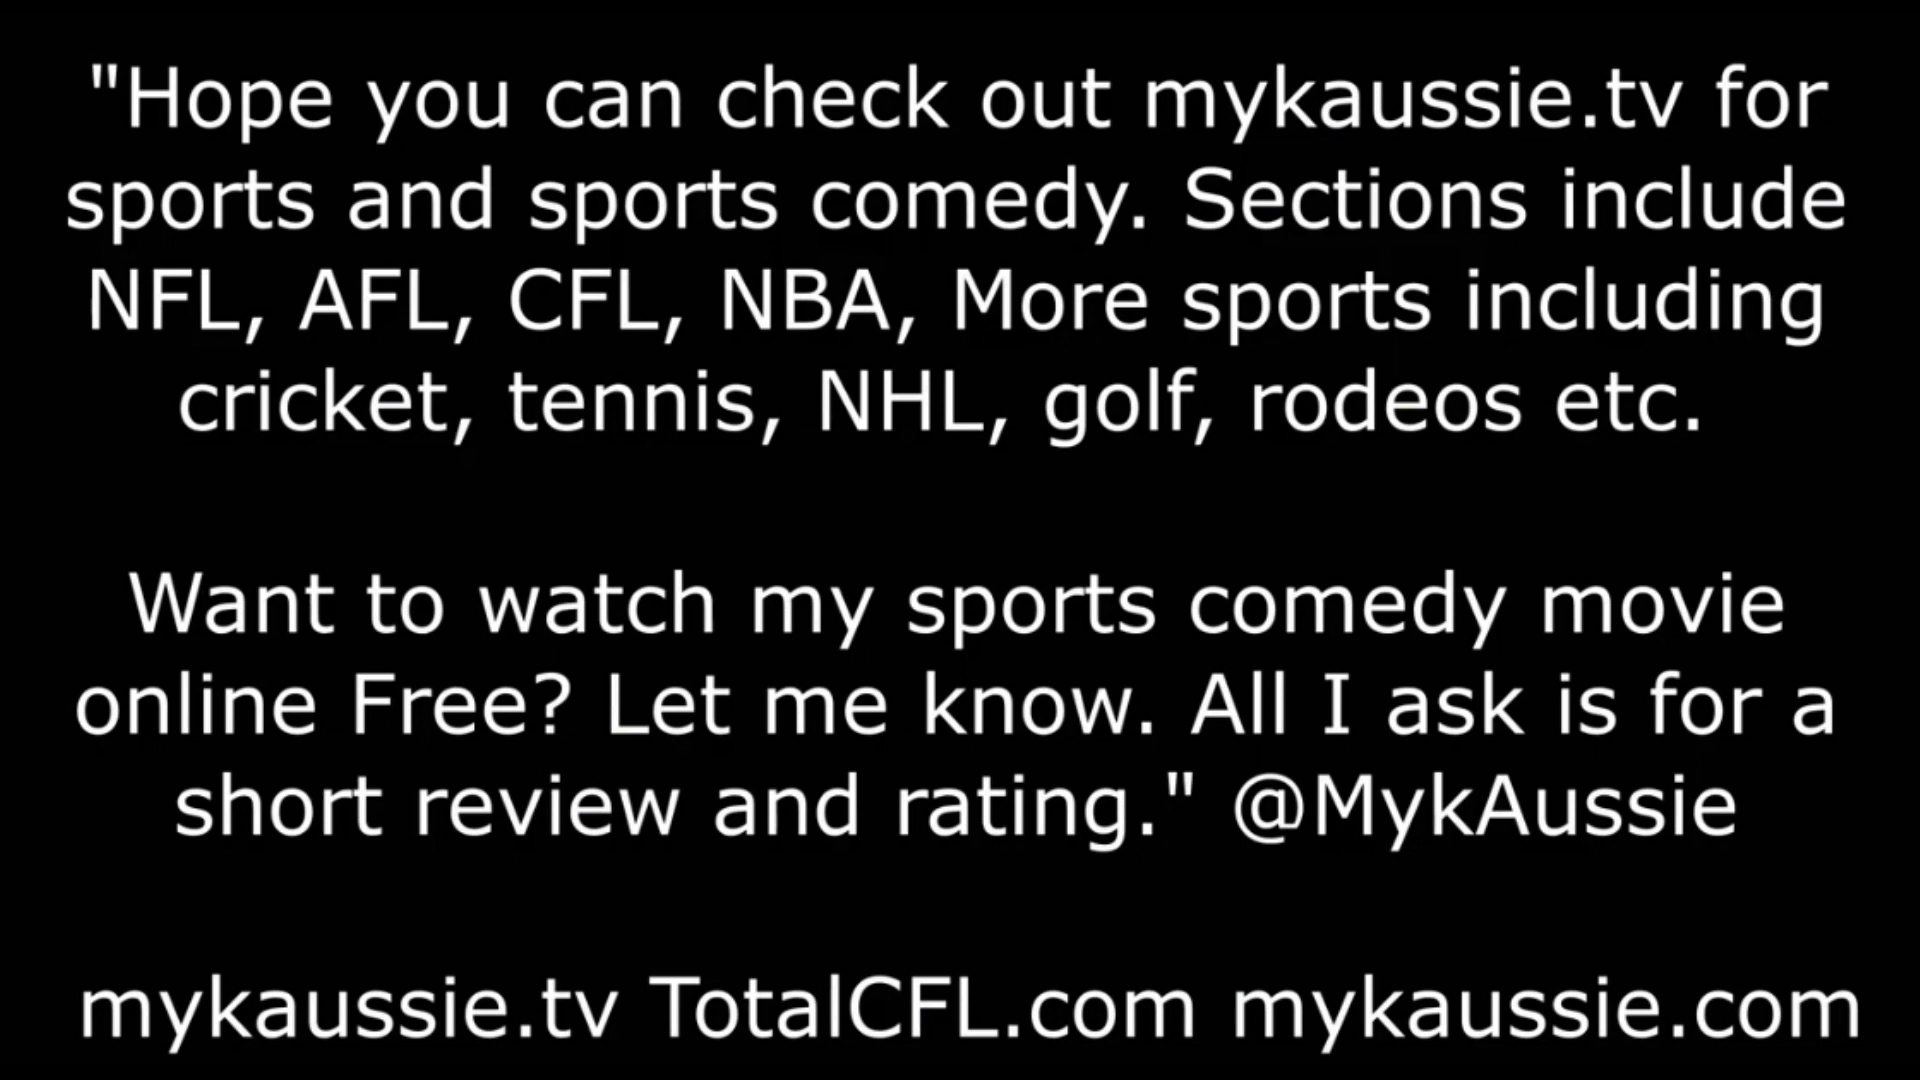 "Hope you can check out mykaussie.tv for
sports and sports comedy. Sections include
NFL, AFL, CFL, NBA, More sports including
cricket, tennis, NHL, golf, rodeos etc.
Want to watch my sports comedy movie
online Free? Let me know. All I ask is for a
short review and rating." @MykAussie
mykaussie.tv TotalCFL.com mykaussie.com